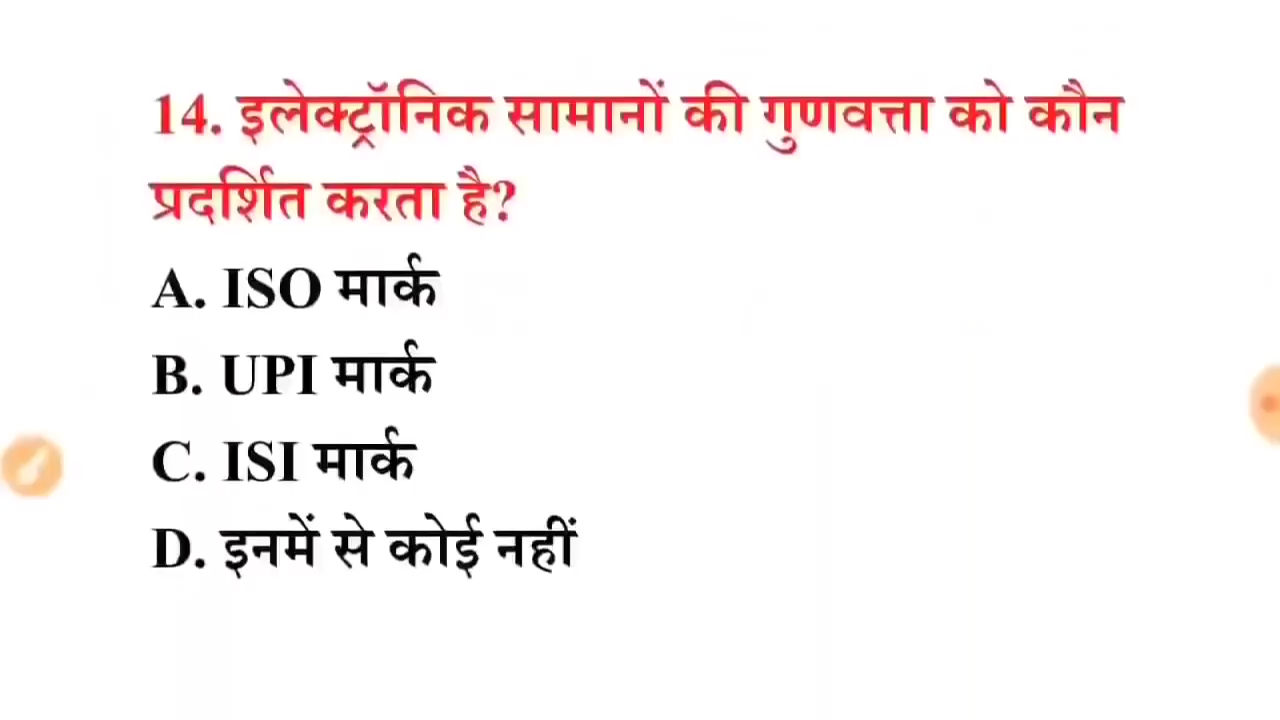 14. इलेक्ट्रॉनिक सामानों की गुणवत्ता को कौन
प्रदर्शित करता है?
A. ISO मार्क
B. UPI मार्क
C. ISI मार्क
D. इनमें से कोई नहीं